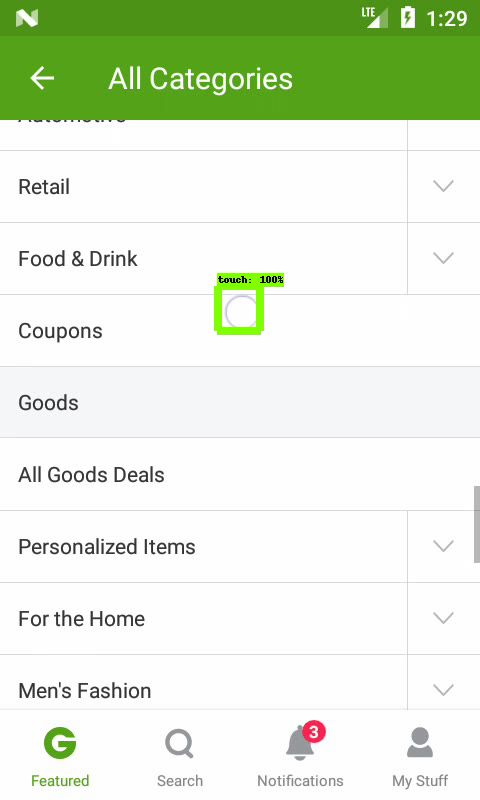 LTE
1:29
All Categories
Automotive
Retail
Food & Drink
touch: 100%
Coupons
Goods
All Goods Deals
Personalized Items
For the Home
Men's Fashion
3
Featured
Search
Notifications
My Stuff